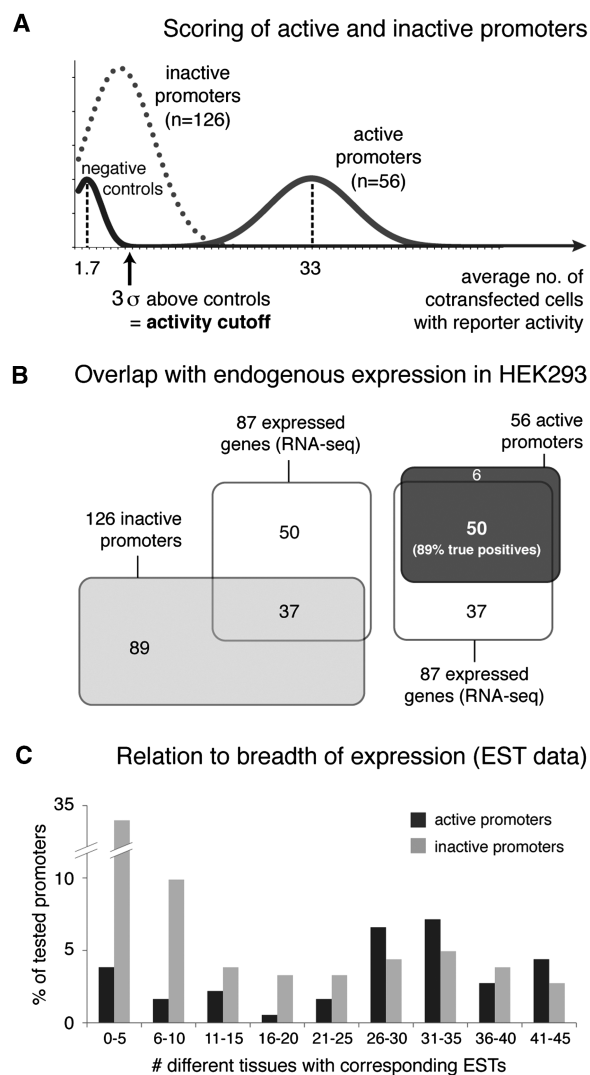 A
Scoring of active and inactive promoters
inactive
promoters
(n=126)
active
promoters
(n=56)
negative
controls
1.7
33
3 σ above controls
= activity cutoff
average no. of
cotransfected cells
with reporter activity
B
Overlap with endogenous expression in HEK293
87 expressed
genes (RNA-seq)
56 active
promoters
6
126 inactive
promoters
50
50
(89% true positives)
37
37
89
87 expressed
genes (RNA-seq)
C
Relation to breadth of expression (EST data)
35
10
5
0
% of tested promoters
active promoters
inactive promoters
0-5 6-10 11-15 16-20 21-25 26-30 31-35 36-40 41-45
# different tissues with corresponding ESTs